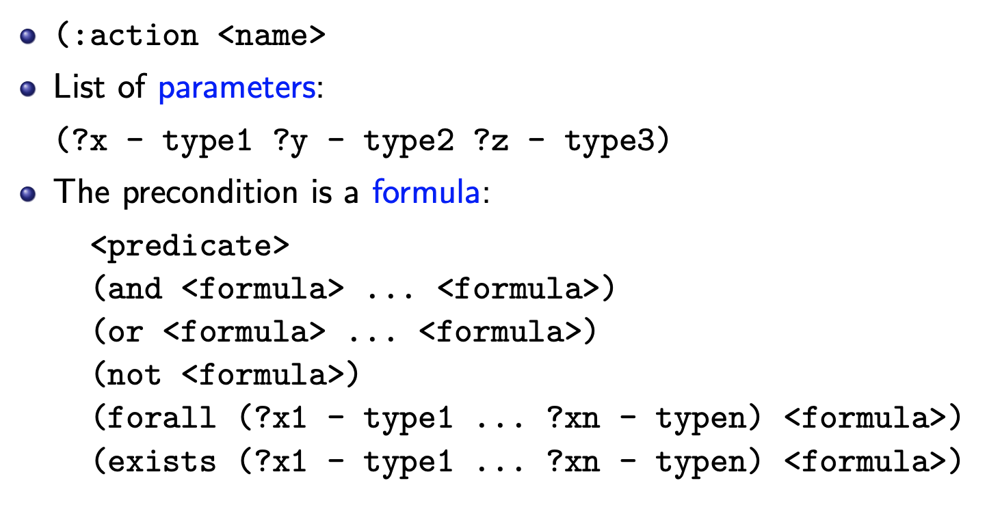 (:action <name>
List of parameters:
(?x - type1 ?y - type2 ?z - type3)
The precondition is a formula:
<predicate>
(and <formula> ... <formula>)
(or <formula> ... <formula>)
(not <formula>)
(forall (?x1 - type1 ... ?xn - typen) <formula>)
(exists (?x1 - type1 ... ?xn - typen) <formula>)